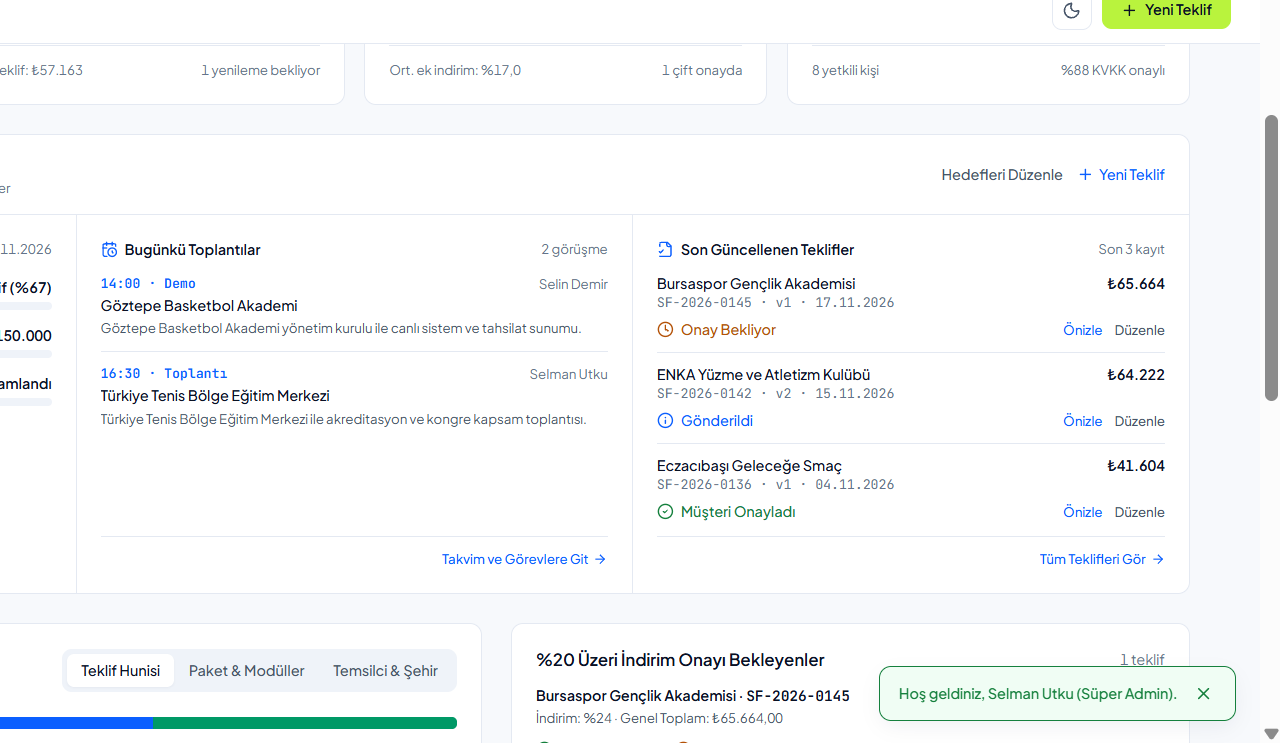 + Yeni Teklif
eklif: ₺57.163
1 yenileme bekliyor
Ort. ek indirim: %17,0
1 çift onayda
8 yetkili kişi
%88 KVKK onaylı
er
Hedefleri Düzenle
+ Yeni Teklif
11.2026
if (%67)
150.000
amlandı
Bugünkü Toplantılar
2 görüşme
14:00 · Demo
Selin Demir
Göztepe Basketbol Akademi
Göztepe Basketbol Akademi yönetim kurulu ile canlı sistem ve tahsilat sunumu.
16:30 · Toplantı
Selman Utku
Türkiye Tenis Bölge Eğitim Merkezi
Türkiye Tenis Bölge Eğitim Merkezi ile akreditasyon ve kongre kapsam toplantısı.
Takvim ve Görevlere Git →
Son Güncellenen Teklifler
Son 3 kayıt
Bursaspor Gençlik Akademisi
₺65.664
SF-2026-0145 · v1 · 17.11.2026
Onay Bekliyor
Önizle Düzenle
ENKA Yüzme ve Atletizm Kulübü
₺64.222
SF-2026-0142 · v2 · 15.11.2026
Gönderildi
Önizle Düzenle
Eczacıbaşı Geleceğe Smaç
₺41.604
SF-2026-0136 · v1 · 04.11.2026
Müşteri Onayladı
Önizle Düzenle
Tüm Teklifleri Gör →
Teklif Hunisi
Paket & Modüller
Temsilci & Şehir
%20 Üzeri İndirim Onayı Bekleyenler
1 teklif
Bursaspor Gençlik Akademisi · SF-2026-0145
İndirim: %24 · Genel Toplam: ₺65.664,00
Hoş geldiniz, Selman Utku (Süper Admin).